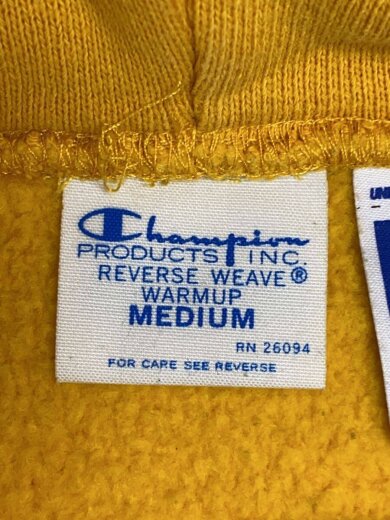 Champion
PRODUCTS INC.
REVERSE WEAVE®
WARMUP
MEDIUM
RN 26094
FOR CARE SEE REVERSE